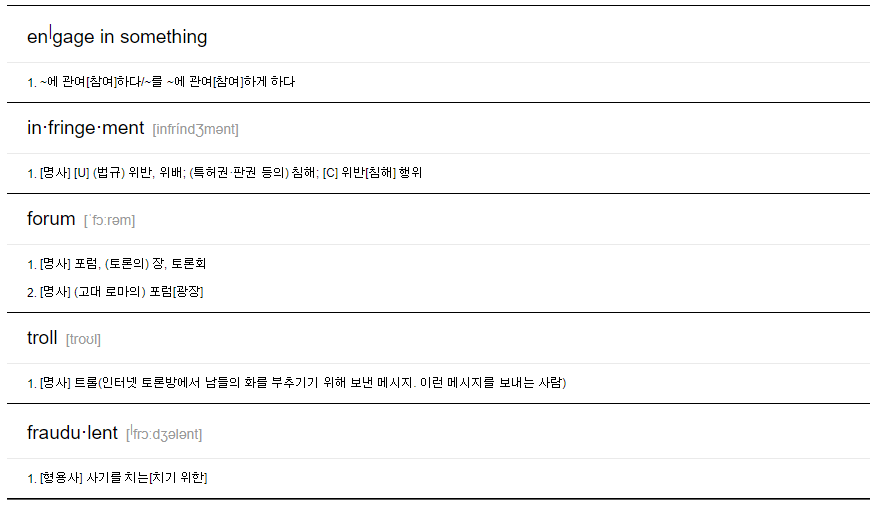 enˈgage in something
1. ~에 관여[참여]하다/~를 ~에 관여[참여]하게 하다
in·fringe·ment [infríndƷmənt]
1. [명사] [U] (법규) 위반, 위배; (특허권·판권 등의) 침해; [C] 위반[침해] 행위
forum [ˈfɔːrəm]
1. [명사] 포럼, (토론의) 장, 토론회
2. [명사] (고대 로마의) 포럼[광장]
troll [troʊl]
1. [명사] 트롤(인터넷 토론방에서 남들의 화를 부추기기 위해 보낸 메시지. 이런 메시지를 보내는 사람)
fraudu·lent [ˈfrɔːdʒələnt]
1. [형용사] 사기를 치는[치기 위한]